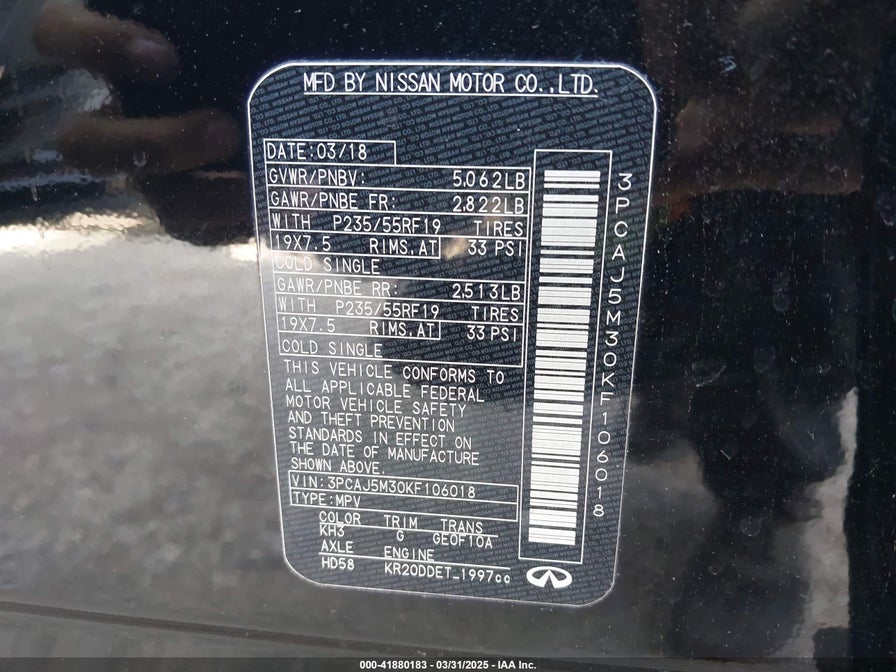 MFD BY NISSAN MOTOR CO.,LTD.
DATE:03/18
GVWR/PNBV: 5,062LB
GAWR/PNBE FR: 2,822LB
WITH P235/55RF19 TIRES
19X7.5 RIMS,AT 33 PSI
COLD SINGLE
GAWR/PNBE RR: 2,513LB
WITH P235/55RF19 TIRES
19X7.5 RIMS,AT 33 PSI
COLD SINGLE
THIS VEHICLE CONFORMS TO
ALL APPLICABLE FEDERAL
MOTOR VEHICLE SAFETY
AND THEFT PREVENTION
STANDARDS IN EFFECT ON
THE DATE OF MANUFACTURE
SHOWN ABOVE.
VIN:3PCAJ5M30KF106018
TYPE:MPV
COLOR TRIM TRANS
KH3 G GE0F10A
AXLE ENGINE
HD58 KR20DDET_1997cc
3PCAJ5M30KF106018
000-41880183 - 03/31/2025 - IAA Inc.